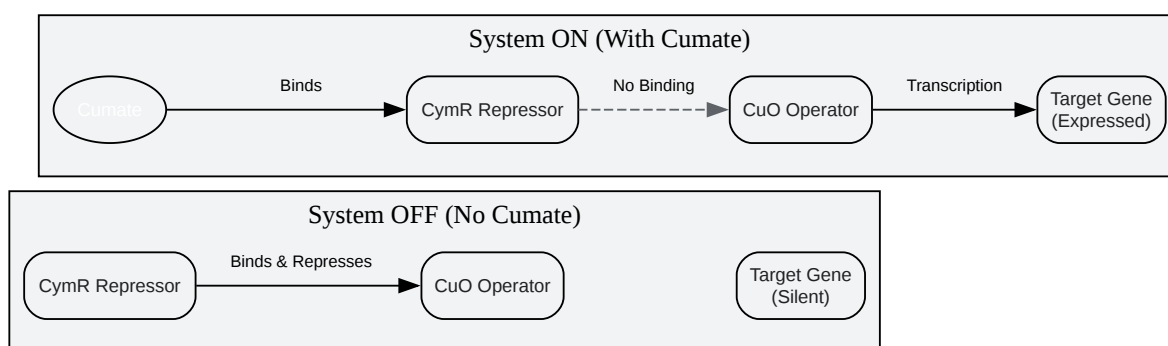 System ON (With Cumate)
Cumate
Binds
CymR Repressor
No Binding
CuO Operator
Transcription
Target Gene
(Expressed)
System OFF (No Cumate)
CymR Repressor
Binds & Represses
CuO Operator
Target Gene
(Silent)